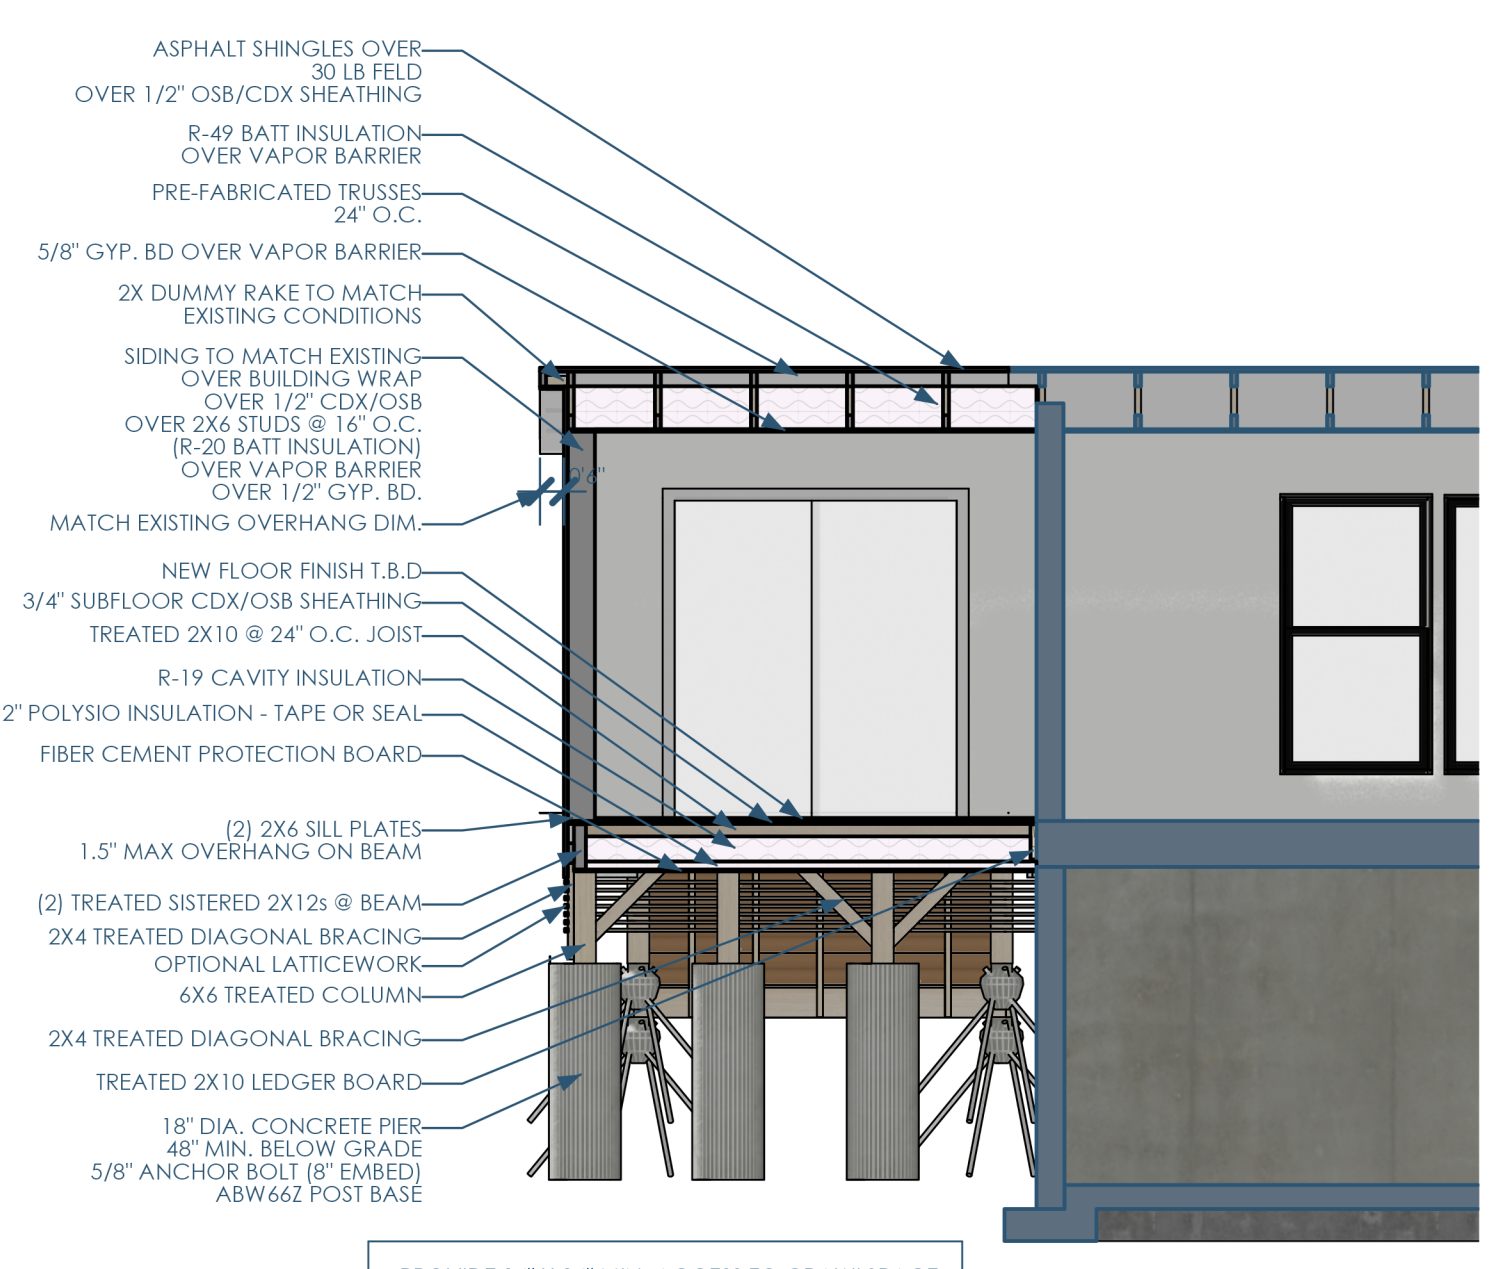 ASPHALT SHINGLES OVER
30 LB FELD
OVER 1/2" OSB/CDX SHEATHING
R-49 BATT INSULATION
OVER VAPOR BARRIER
PRE-FABRICATED TRUSSES
24" O.C.
5/8" GYP. BD OVER VAPOR BARRIER
2X DUMMY RAKE TO MATCH
EXISTING CONDITIONS
SIDING TO MATCH EXISTING
OVER BUILDING WRAP
OVER 1/2" CDX/OSB
OVER 2X6 STUDS @ 16" O.C.
(R-20 BATT INSULATION)
OVER VAPOR BARRIER
OVER 1/2" GYP. BD.
0'6"
MATCH EXISTING OVERHANG DIM.
NEW FLOOR FINISH T.B.D
3/4" SUBFLOOR CDX/OSB SHEATHING
TREATED 2X10 @ 24" O.C. JOIST
R-19 CAVITY INSULATION
2" POLYSIO INSULATION - TAPE OR SEAL
FIBER CEMENT PROTECTION BOARD
(2) 2X6 SILL PLATES
1.5" MAX OVERHANG ON BEAM
(2) TREATED SISTERED 2X12s @ BEAM
2X4 TREATED DIAGONAL BRACING
OPTIONAL LATTICEWORK
6X6 TREATED COLUMN
2X4 TREATED DIAGONAL BRACING
TREATED 2X10 LEDGER BOARD
18" DIA. CONCRETE PIER
48" MIN. BELOW GRADE
5/8" ANCHOR BOLT (8" EMBED)
ABW66Z POST BASE